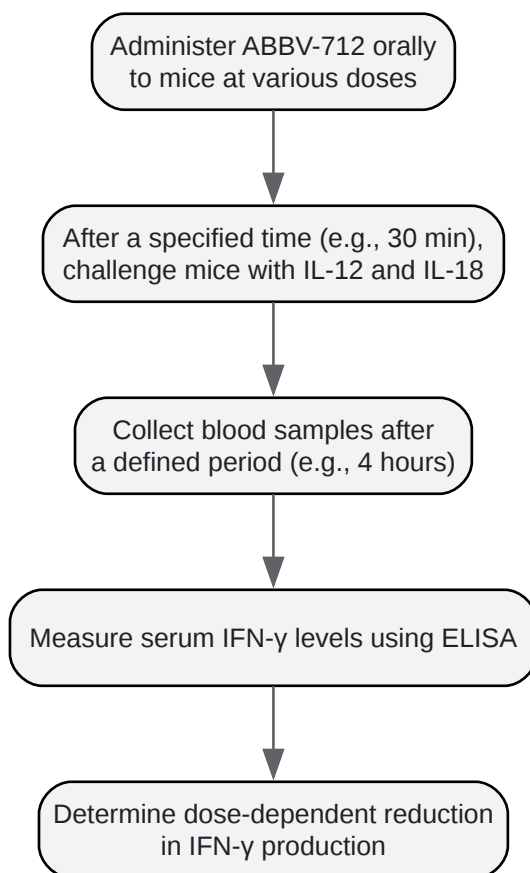 Administer ABBV-712 orally
to mice at various doses
After a specified time (e.g., 30 min),
challenge mice with IL-12 and IL-18
Collect blood samples after
a defined period (e.g., 4 hours)
Measure serum IFN-γ levels using ELISA
Determine dose-dependent reduction
in IFN-γ production